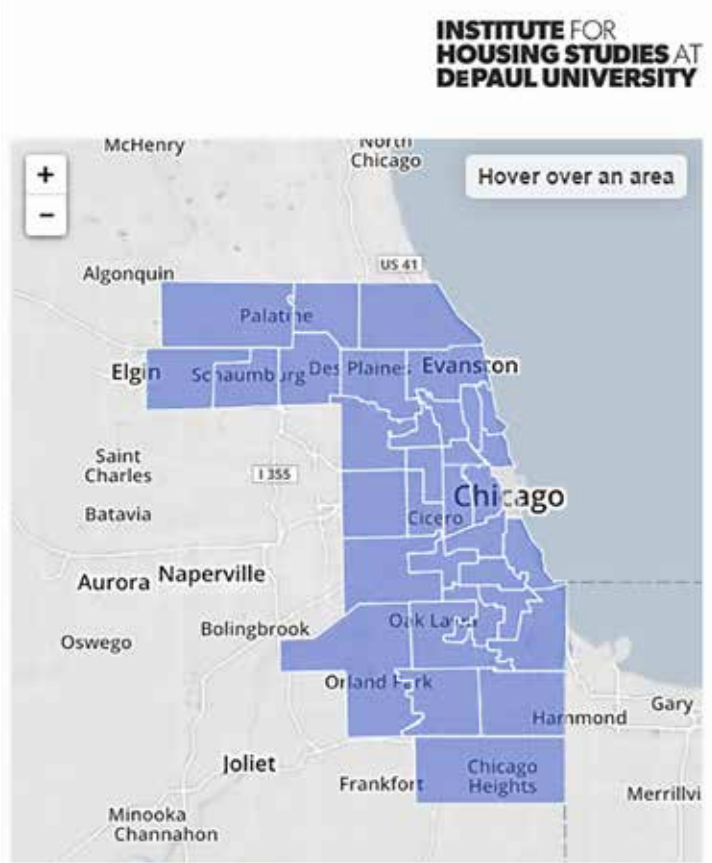 INSTITUTE FOR
HOUSING STUDIES AT
DEPAUL UNIVERSITY
McHenry
North
Chicago
+
Hover over an area
−
US 41
Algonquin
Palatine
Elgin
Schaumburg
Des Plaines
Evanston
Saint
Charles
I 355
Chicago
Batavia
Cicero
Aurora
Naperville
Bolingbrook
Oak Lawn
Oswego
Orland Park
Hammond
Gary
Joliet
Frankfort
Chicago
Heights
Merrillvi
Minooka
Channahon